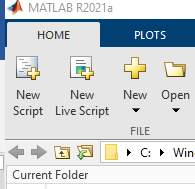 MATLAB R2021a
HOME PLOTS
New Script
New Live Script
New
Open
FILE
C: Win
Current Folder